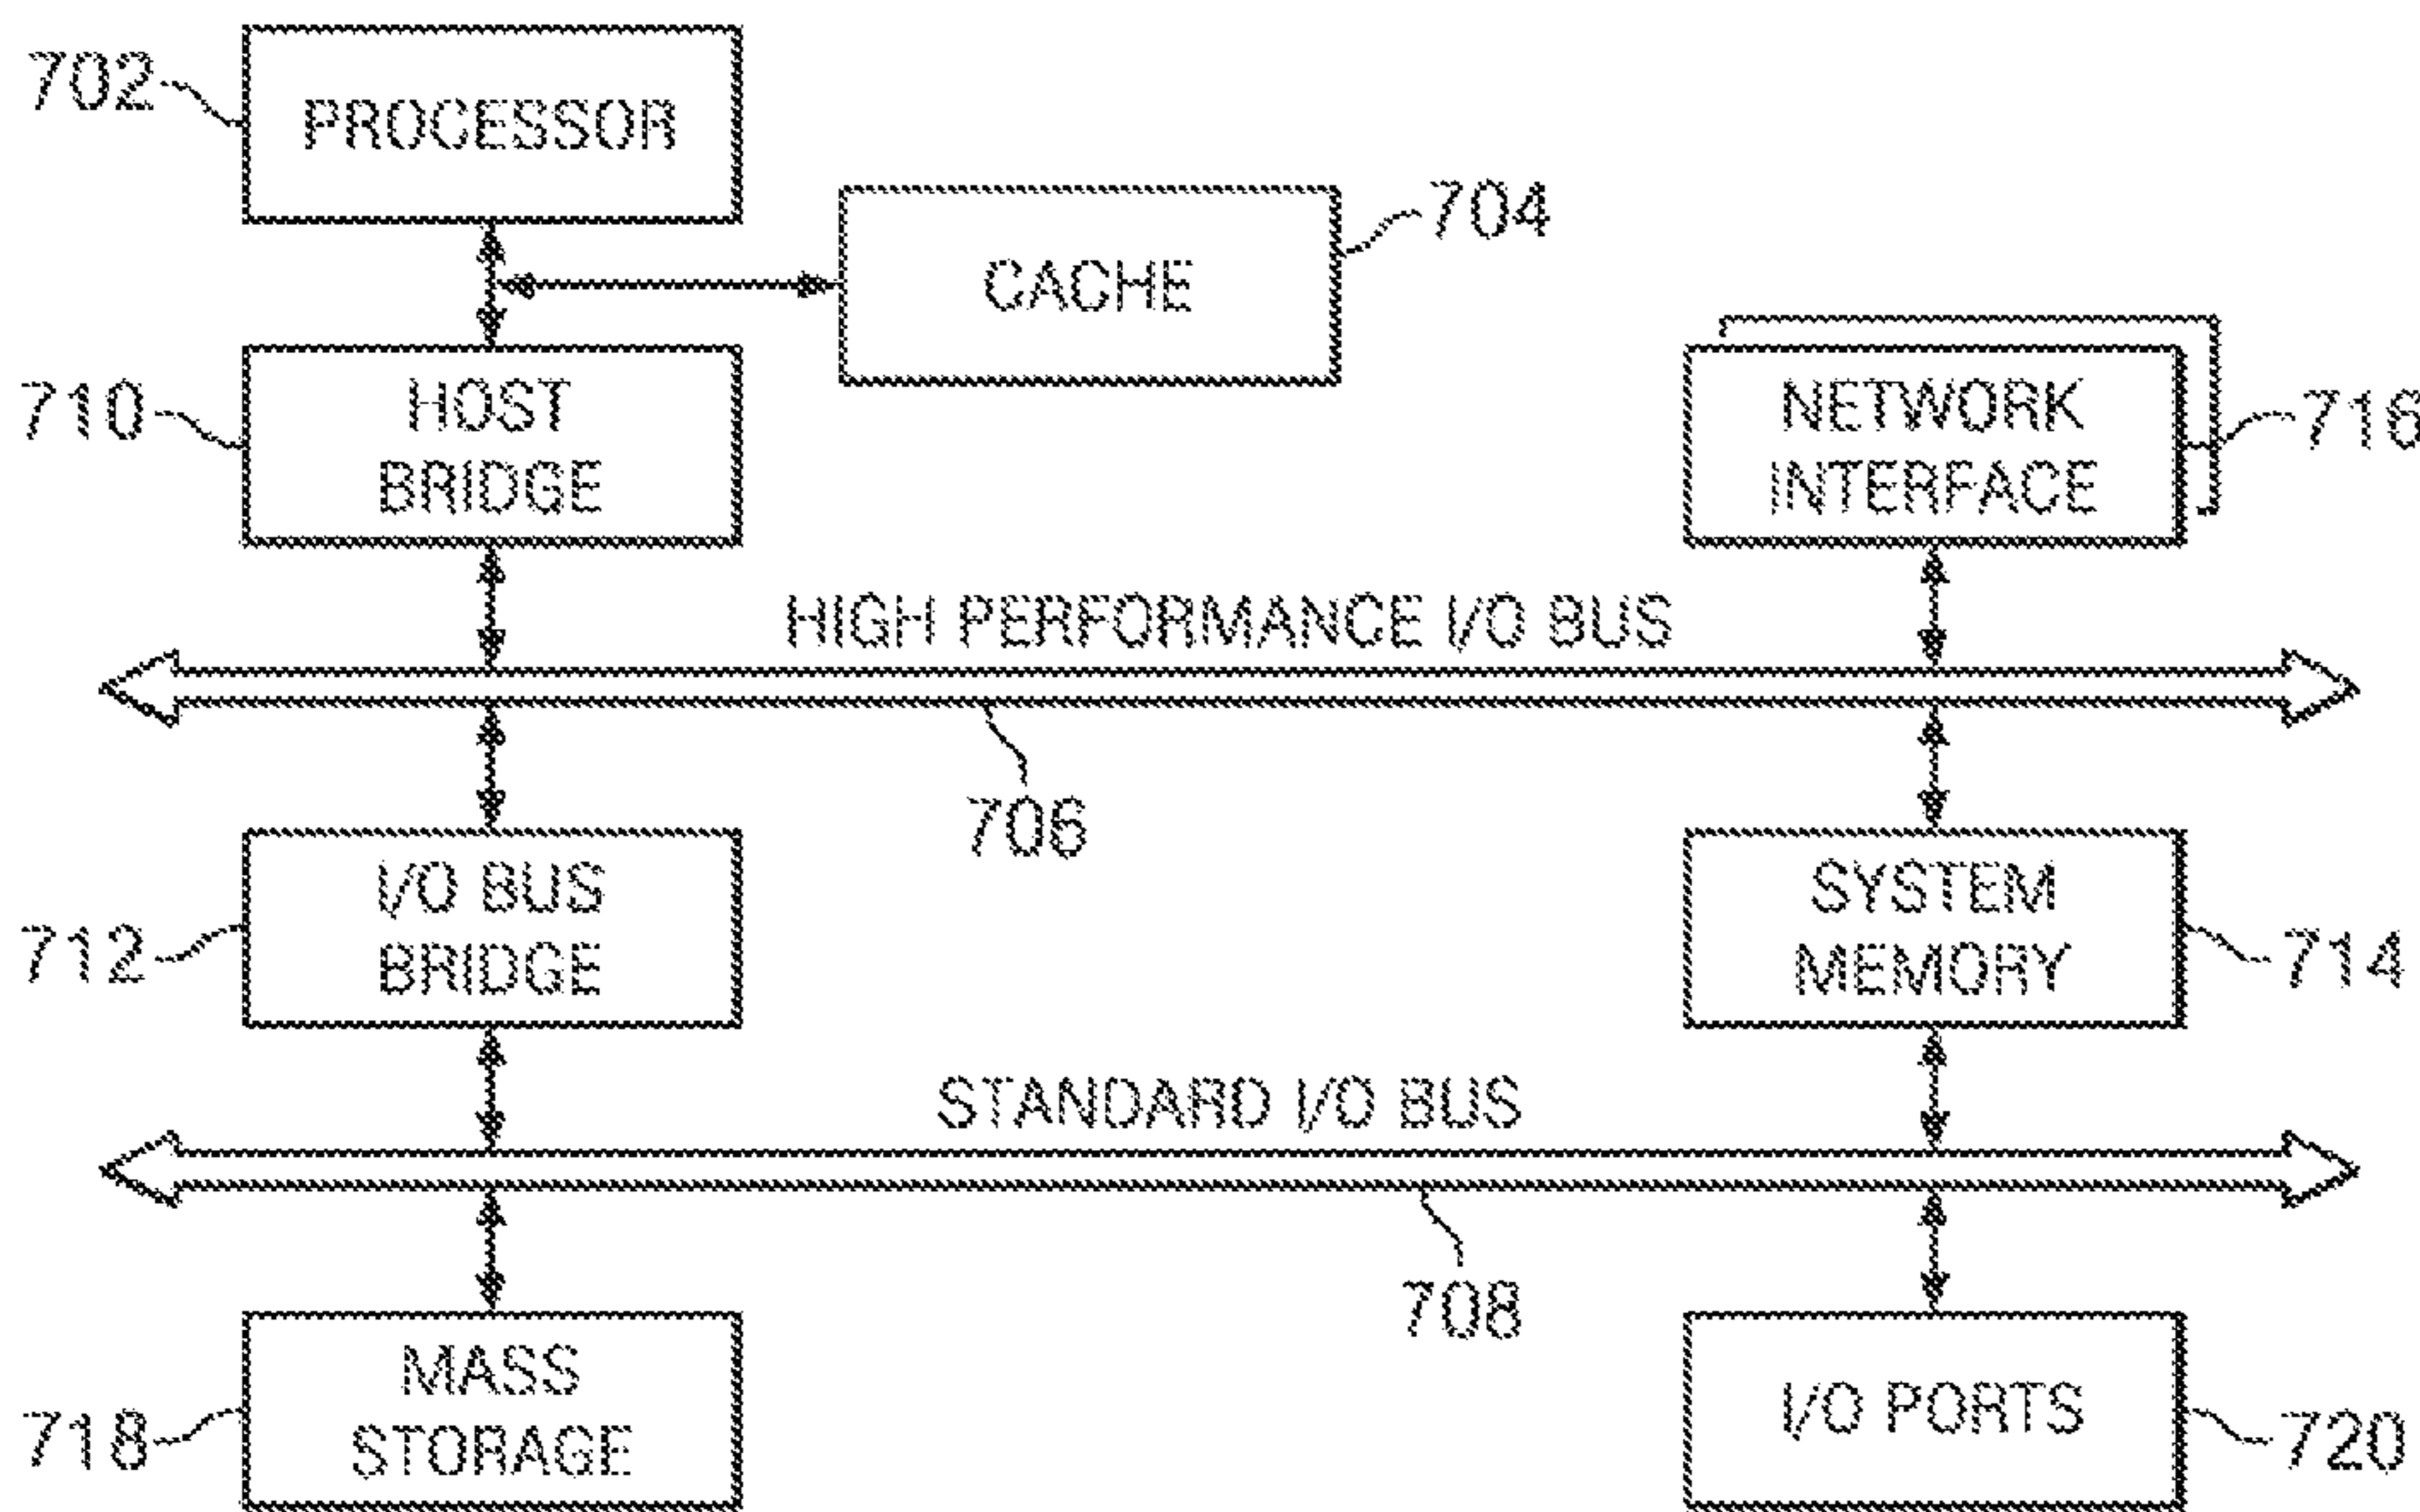 702
PROCESSOR
704
CACHE
710
HOST
BRIDGE
NETWORK
INTERFACE
716
HIGH PERFORMANCE I/O BUS
706
I/O BUS
BRIDGE
712
SYSTEM
MEMORY
714
STANDARD I/O BUS
708
MASS
STORAGE
718
I/O PORTS
720